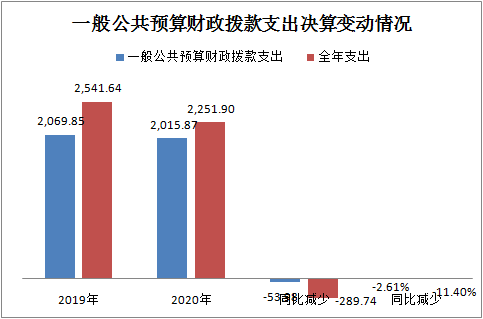 一般公共预算财政拨款支出决算变动情况
一般公共预算财政拨款支出 全年支出
2,541.64
2,069.85
2,251.90
2,015.87
-53.98
-289.74
-2.61%
-11.40%
2019年 2020年 同比减少 同比减少